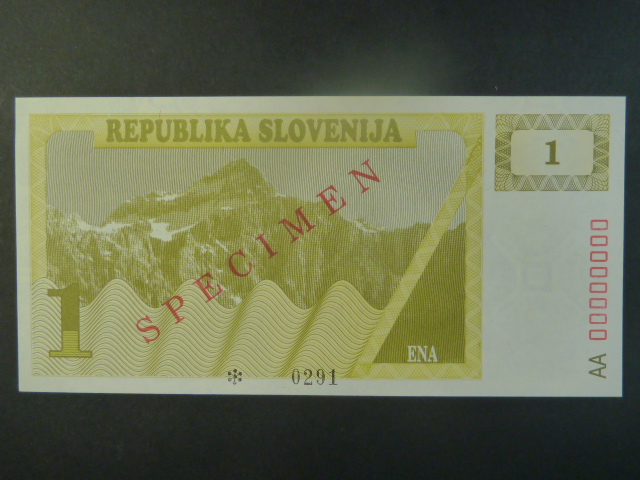 REPUBLIKA SLOVENIJA
1
SPECIMEN
1
ENA
* 0291
AA 00000000